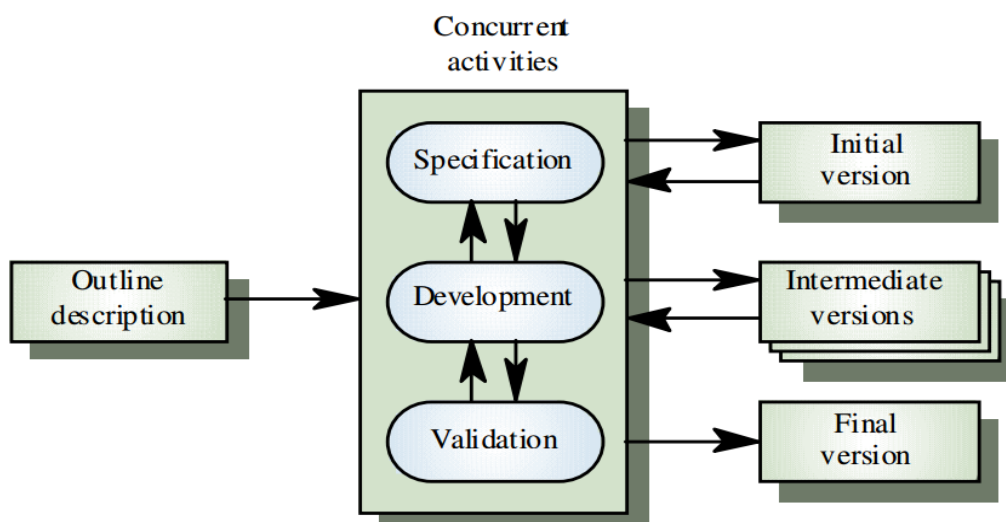 Concurrent
activities
Specification
Initial
version
Outline
description
Development
Intermediate
versions
Validation
Final
version